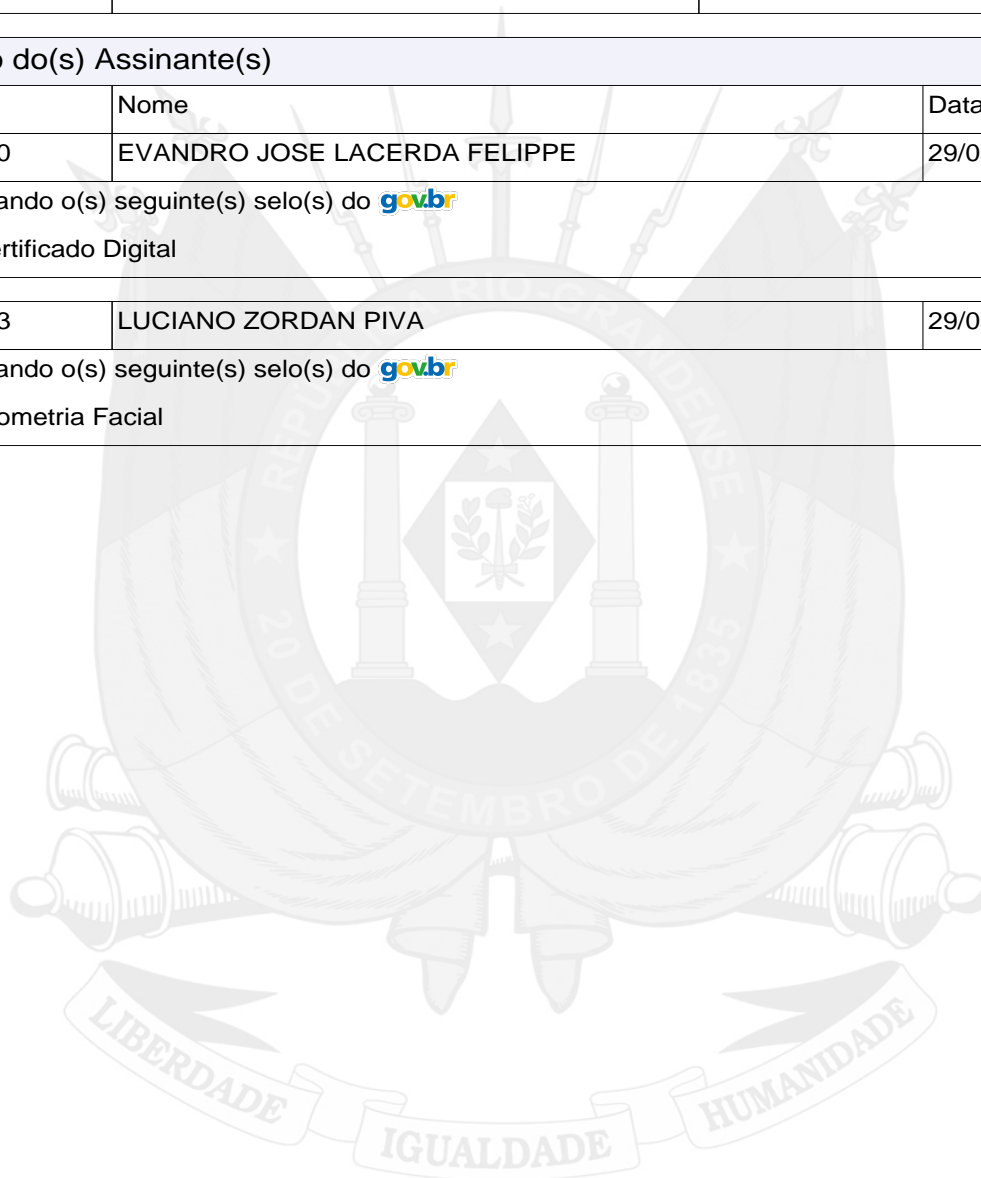 o do(s) Assinante(s)
Nome Data
0 EVANDRO JOSE LACERDA FELIPPE 29/0
ando o(s) seguinte(s) selo(s) do gov.br
ertificado Digital
3 LUCIANO ZORDAN PIVA 29/0
ando o(s) seguinte(s) selo(s) do gov.br
ometria Facial
REPUBLICA RIO-GRANDENSE
20 DE SETEMBRO DE 1835
LIBERDADE IGUALDADE HUMANIDADE